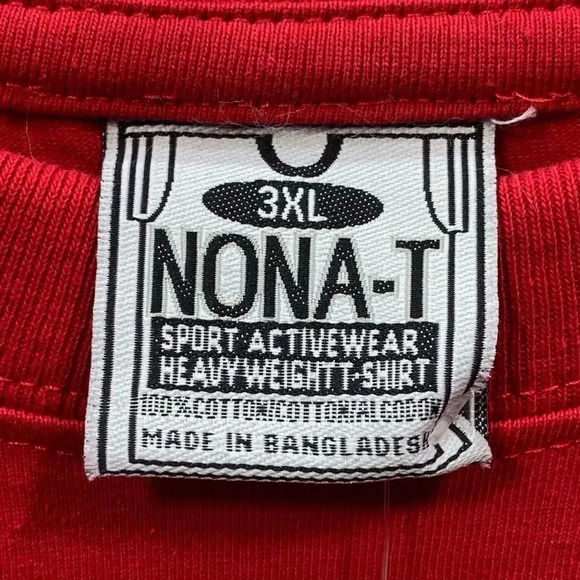 3XL
NONA-T
SPORT ACTIVEWEAR
HEAVY WEIGHT T-SHIRT
100% COTTON/COTTON/ALGODON
MADE IN BANGLADESH